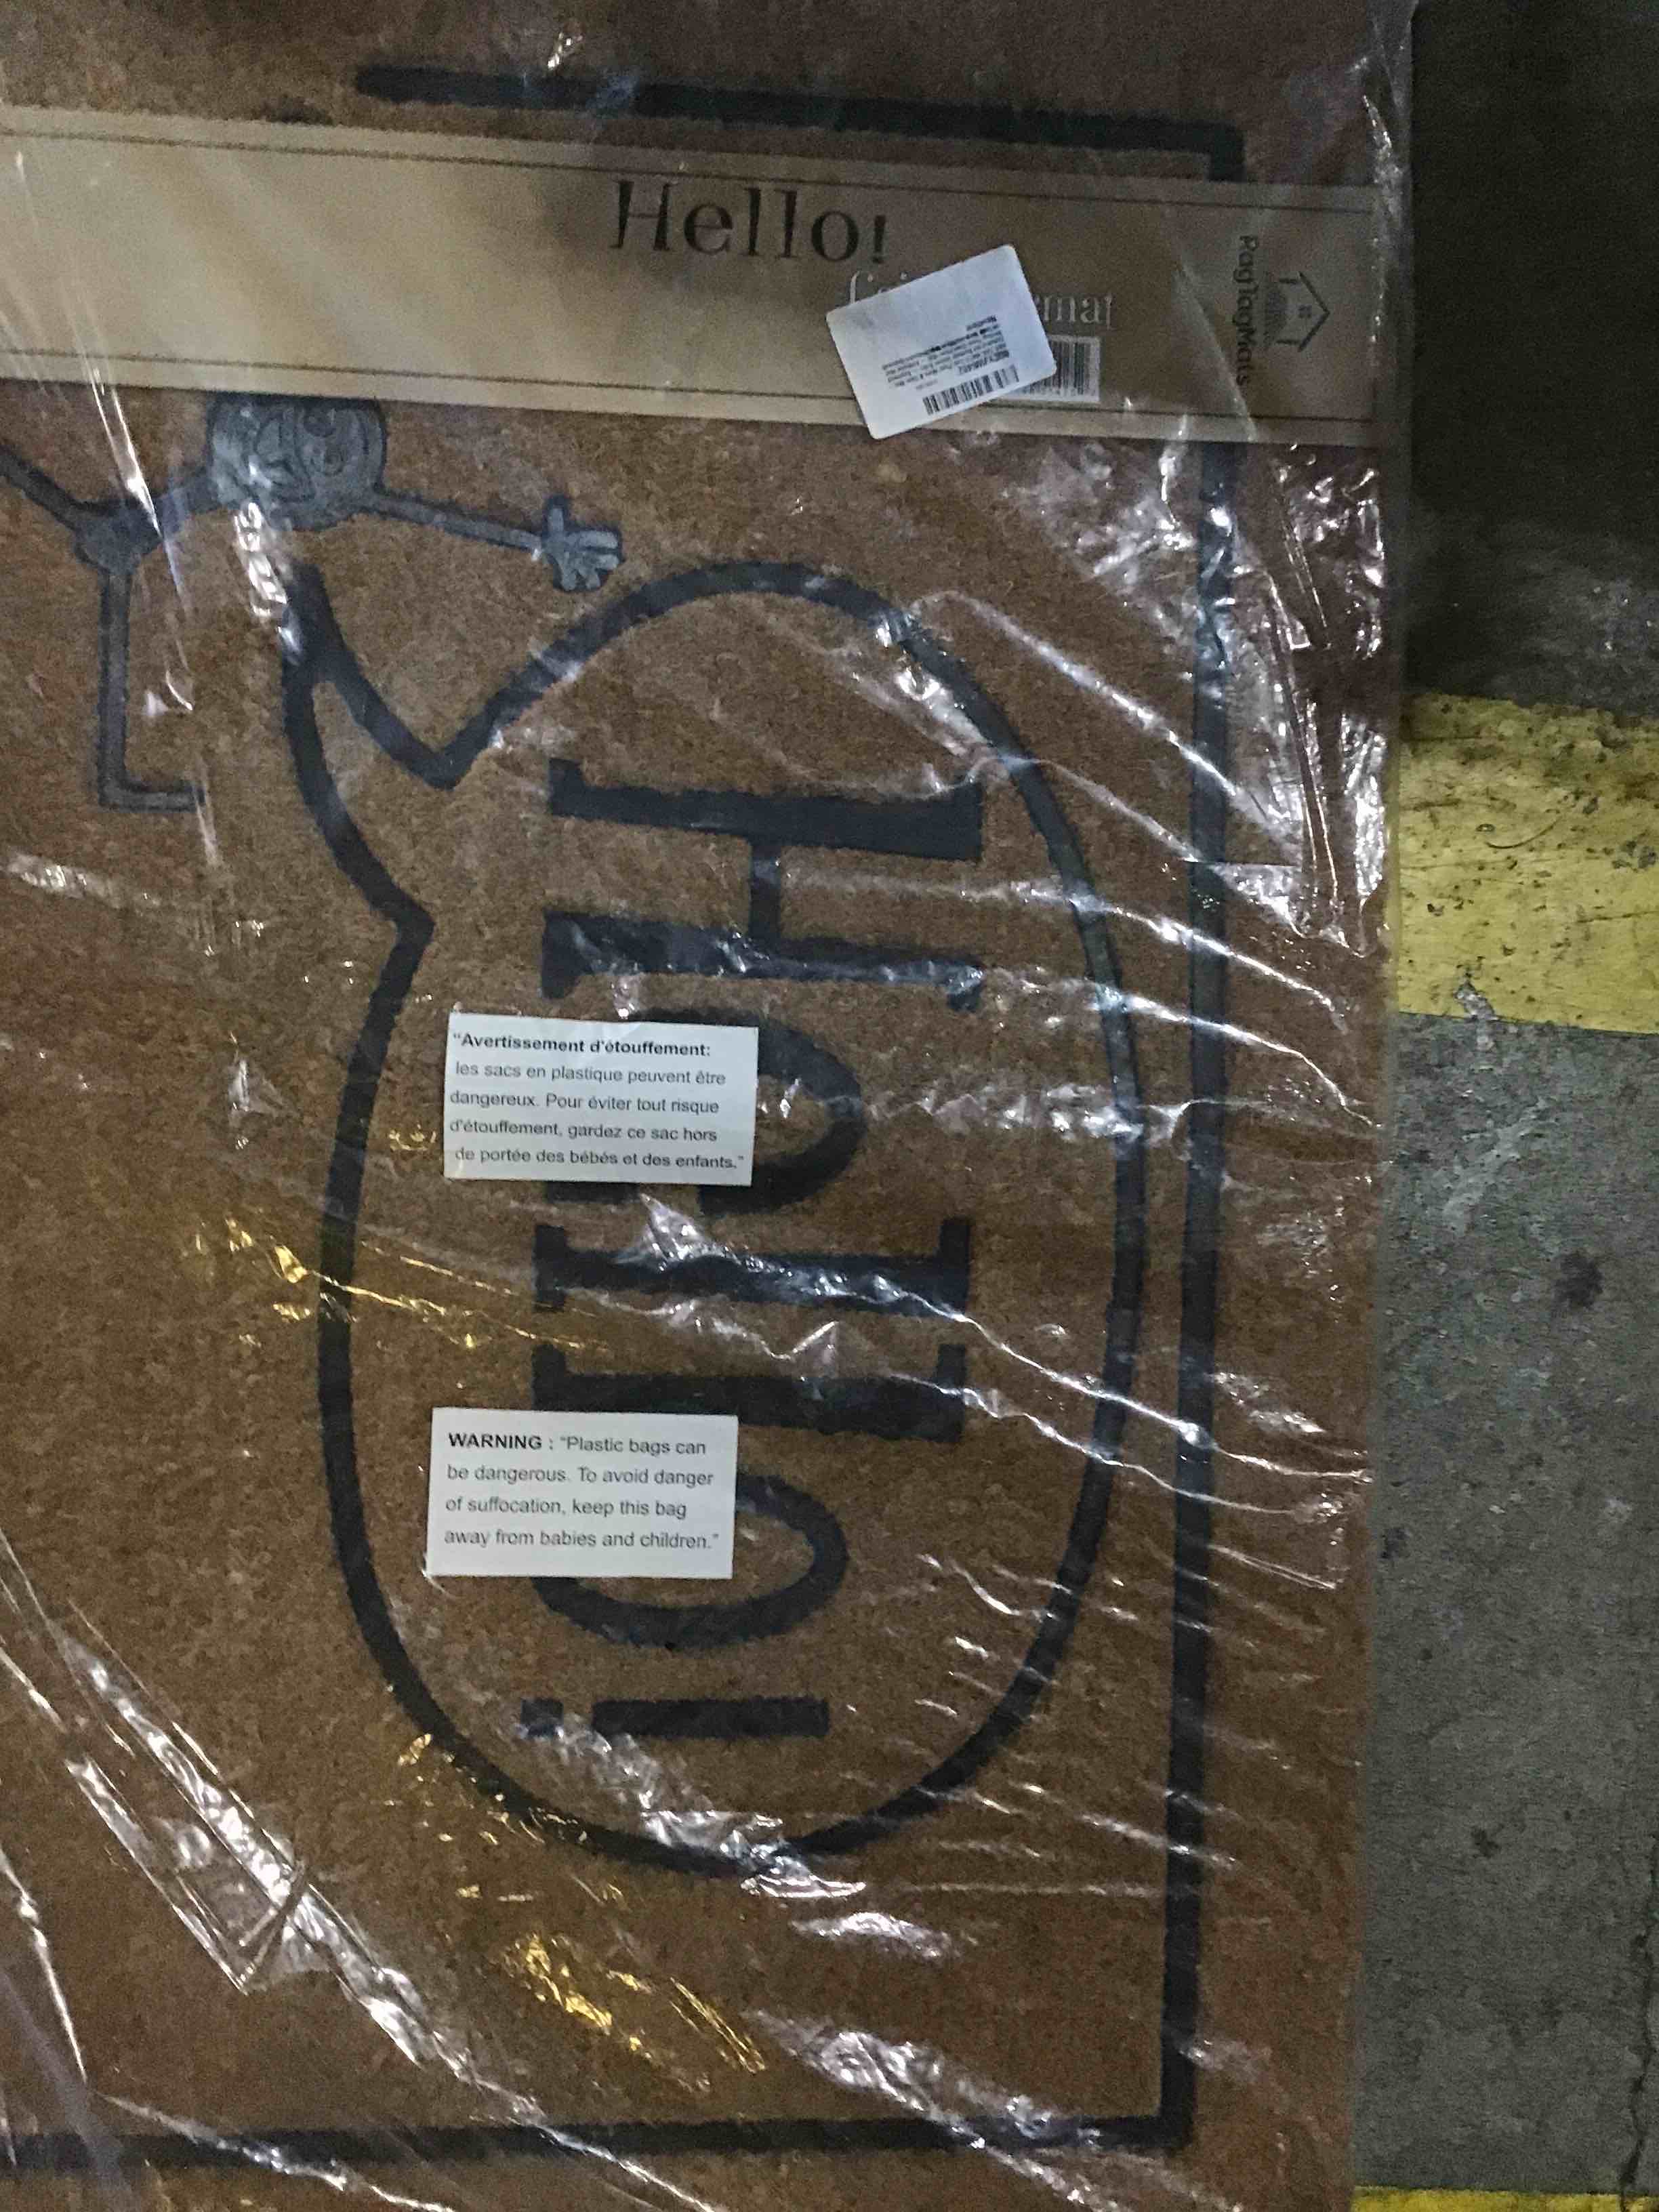 Hello!
RagTagMats
Hello!
"Avertissement d'étouffement:
les sacs en plastique peuvent être
dangereux. Pour éviter tout risque
d'étouffement, gardez ce sac hors
de portée des bébés et des enfants."
WARNING : "Plastic bags can
be dangerous. To avoid danger
of suffocation, keep this bag
away from babies and children."